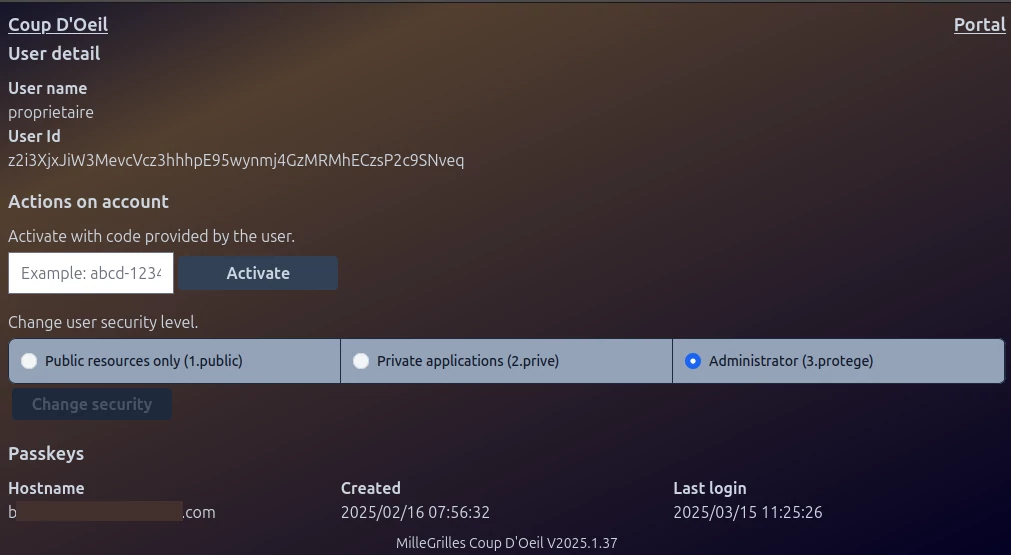 Coup D'Oeil Portal
User detail
User name
proprietaire
User Id
z2i3XjxJiW3MevcVcz3hhhpE95wynmj4GzMRMhECzsP2c9SNveq
Actions on account
Activate with code provided by the user.
Example: abcd-1234 Activate
Change user security level.
Public resources only (1.public) Private applications (2.prive) Administrator (3.protege)
Change security
Passkeys
Hostname Created Last login
b .com 2025/02/16 07:56:32 2025/03/15 11:25:26
MilleGrilles Coup D'Oeil V2025.1.37